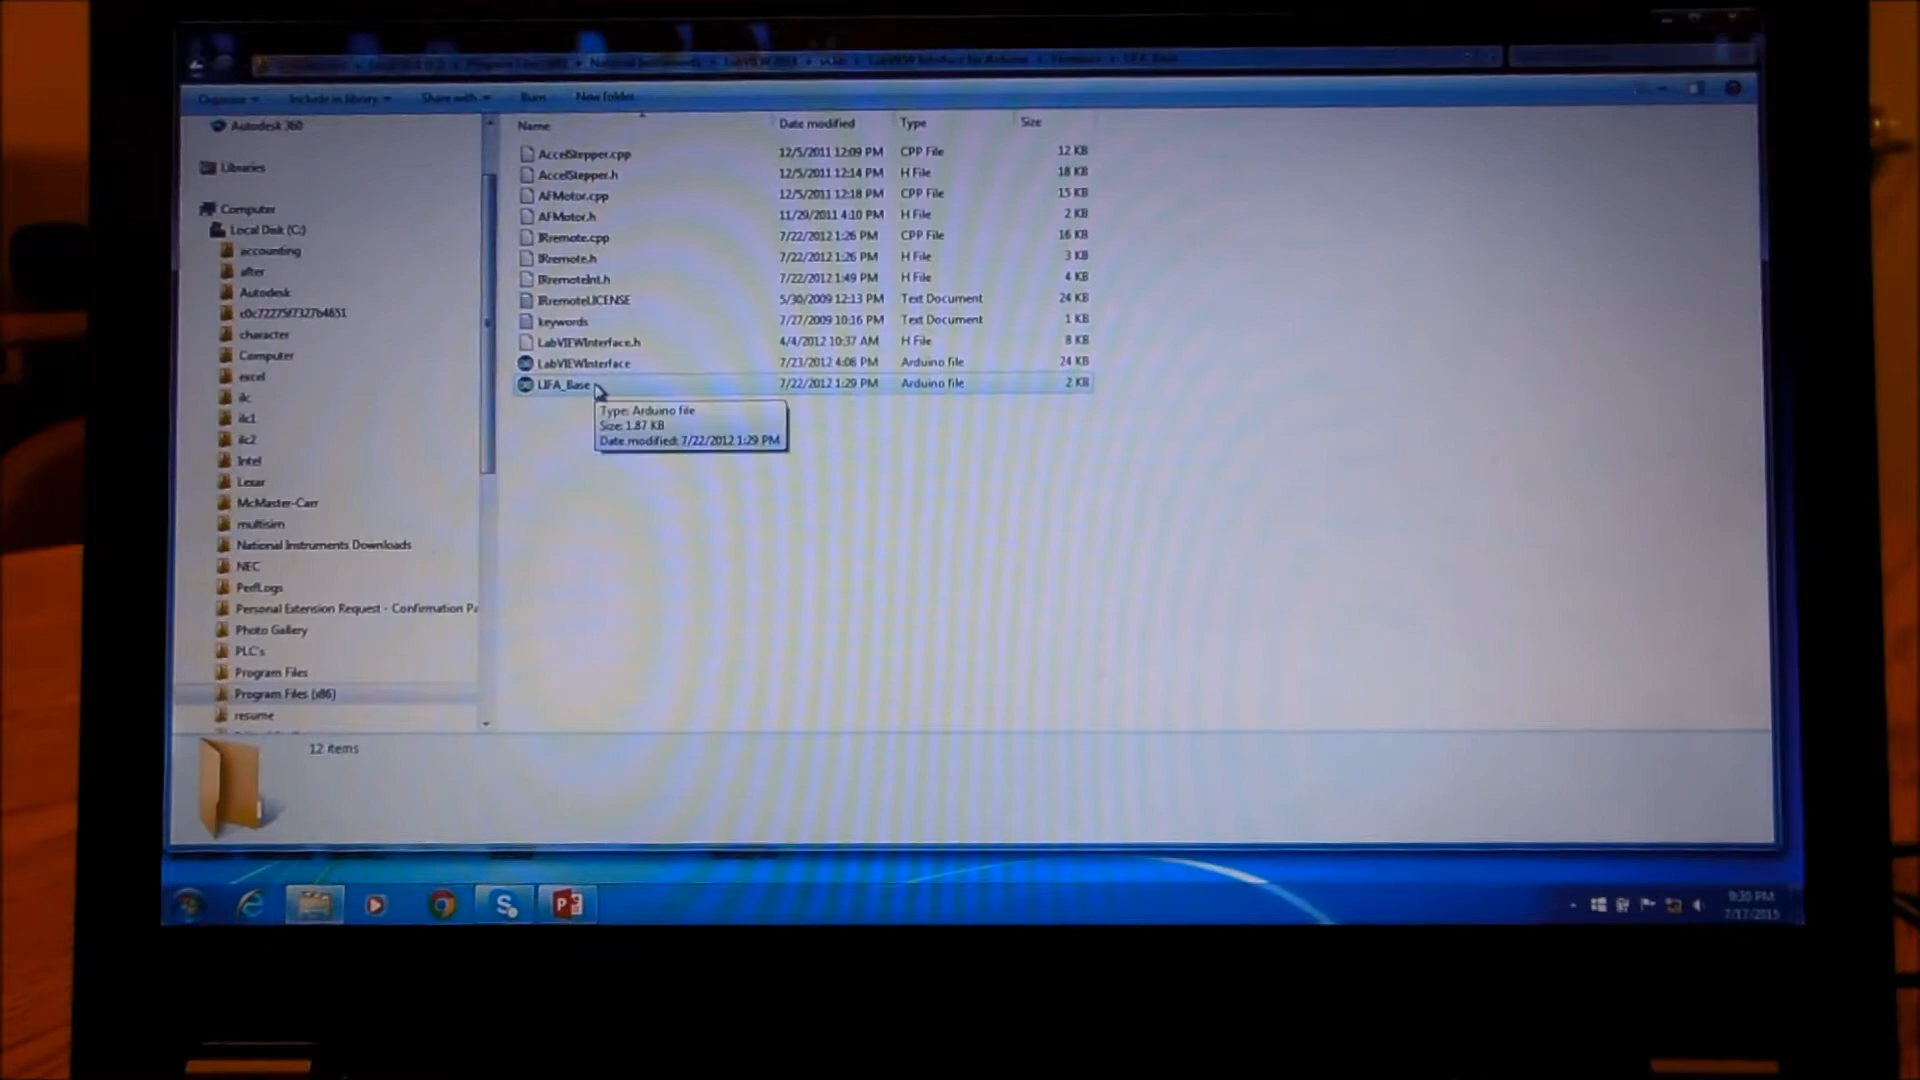 LabVIEW Interface for Arduino
Organize Include in library Share with Burn New folder
Name Date modified Type Size
AccelStepper.cpp 12/5/2011 12:09 PM CPP File 12 KB
AccelStepper.h 12/5/2011 12:14 PM H File 18 KB
AFMotor.cpp 12/5/2011 12:18 PM CPP File 15 KB
AFMotor.h 11/29/2011 4:10 PM H File 2 KB
IRremote.cpp 7/22/2012 1:26 PM CPP File 16 KB
IRremote.h 7/22/2012 1:26 PM H File 3 KB
IRremoteInt.h 7/22/2012 1:49 PM H File 4 KB
IRremoteLICENSE 5/30/2009 12:13 PM Text Document 24 KB
keywords 7/27/2009 10:16 PM Text Document 1 KB
LabVIEWInterface.h 4/4/2012 10:37 AM H File 8 KB
LabVIEWInterface 7/23/2012 4:08 PM Arduino file 24 KB
LIFA_Base 7/22/2012 1:29 PM Arduino file 2 KB
Type: Arduino file
Size: 1.87 KB
Date modified: 7/22/2012 1:29 PM
Autodesk 360
Libraries
Computer
Local Disk (C:)
accounting
after
Autodesk
character
Computer
excel
ilc
ilc1
ilc2
Intel
Lexar
McMaster-Carr
multisim
National Instruments Downloads
NEC
PerfLogs
Personal Extension Request - Confirmation Pa
Photo Gallery
PLC's
Program Files
Program Files (x86)
resume
12 items
9:30 PM
7/17/2015